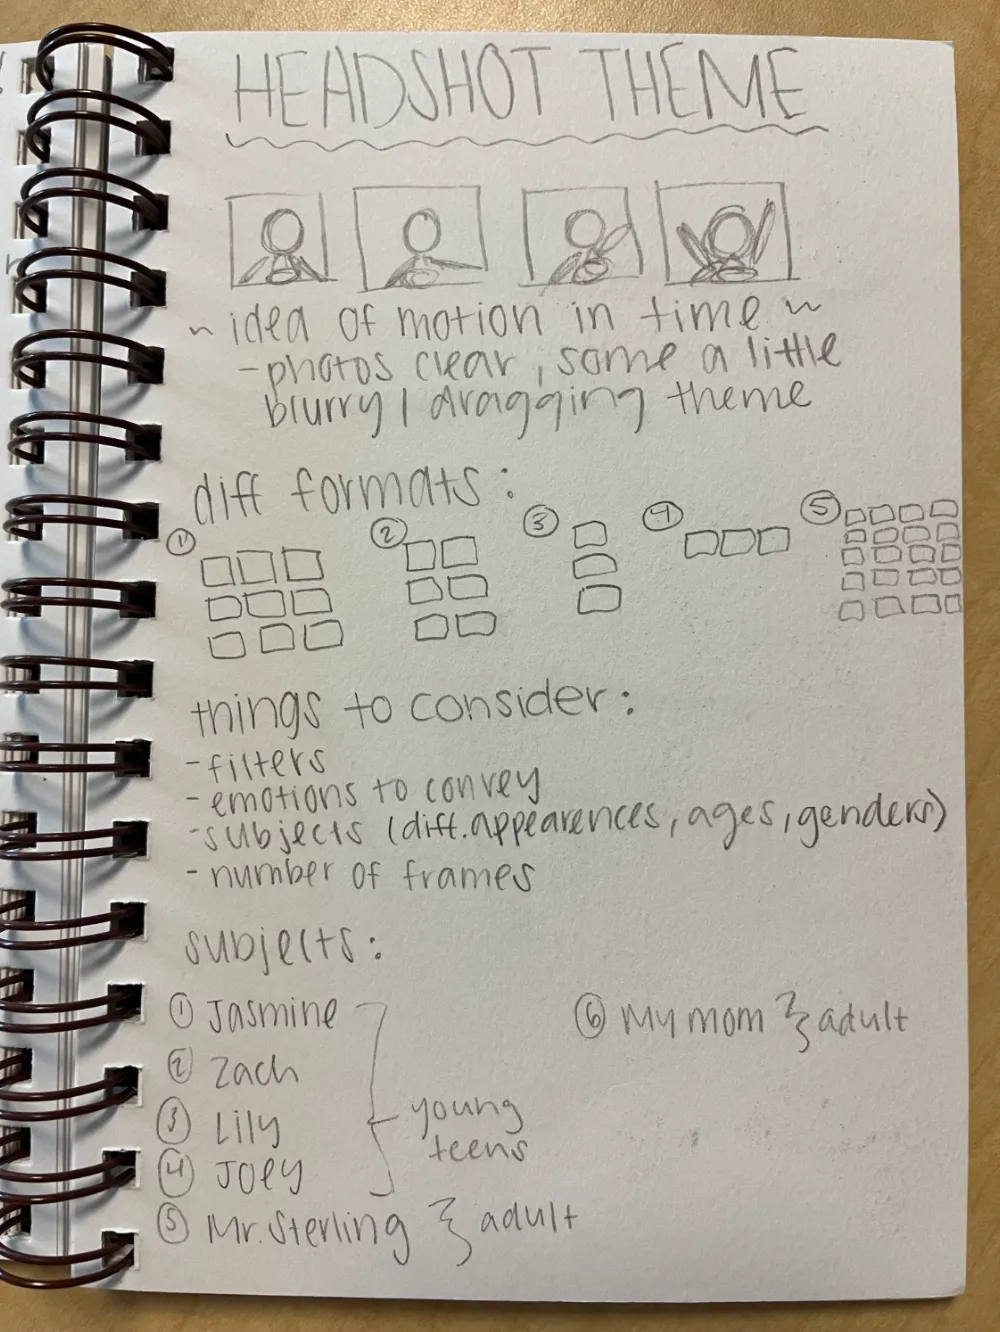 HEADSHOT THEME
~ idea of motion in time ~
- photos clear, some a little
blurry / dragging theme
diff formats:
① ② ③ ④ ⑤
things to consider:
- filters
- emotions to convey
- subjects (diff. appearences, ages, genders)
- number of frames
subjects:
① Jasmine
② Zach
③ Lily
④ Joey
young
teens
⑤ Mr. Sterling } adult
⑥ My mom } adult